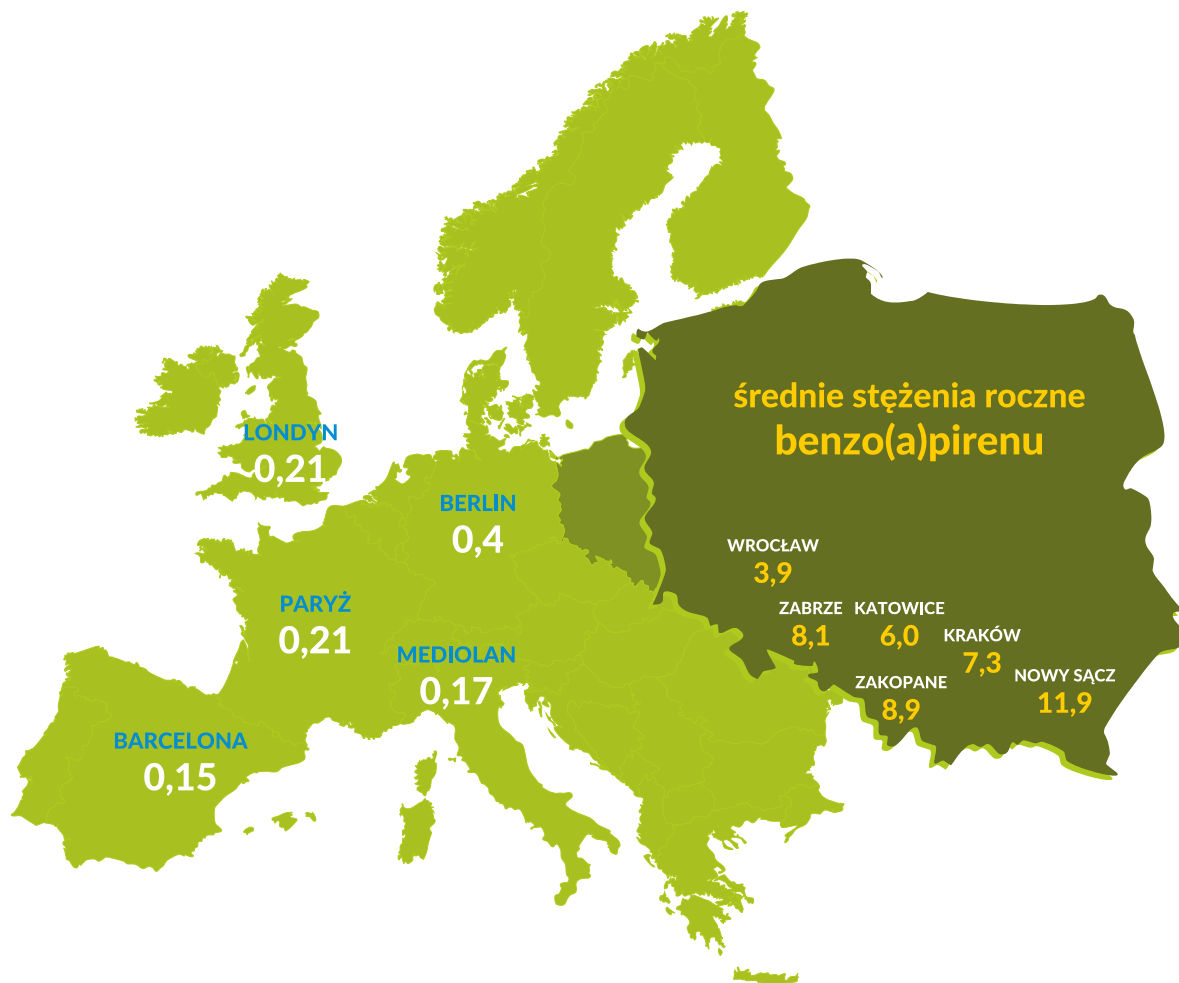 średnie stężenia roczne
benzo(a)pirenu
LONDYN
0,21
BERLIN
0,4
PARYŻ
0,21
MEDIOLAN
0,17
BARCELONA
0,15
WROCŁAW
3,9
ZABRZE
8,1
KATOWICE
6,0
KRAKÓW
7,3
ZAKOPANE
8,9
NOWY SĄCZ
11,9